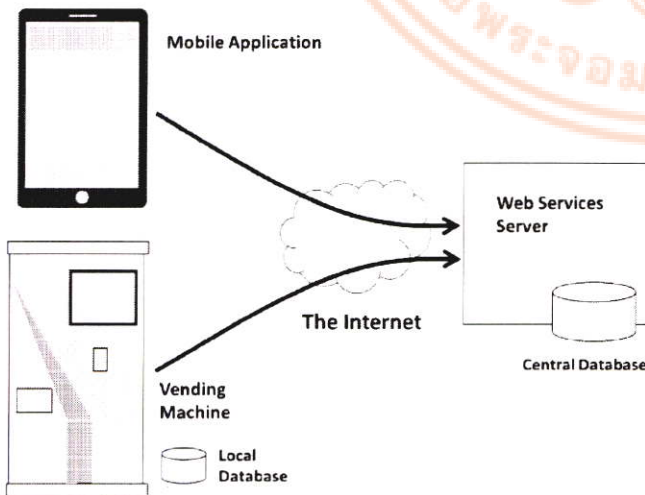 Mobile Application
Web Services
Server
The Internet
Central Database
Vending
Machine
Local
Database